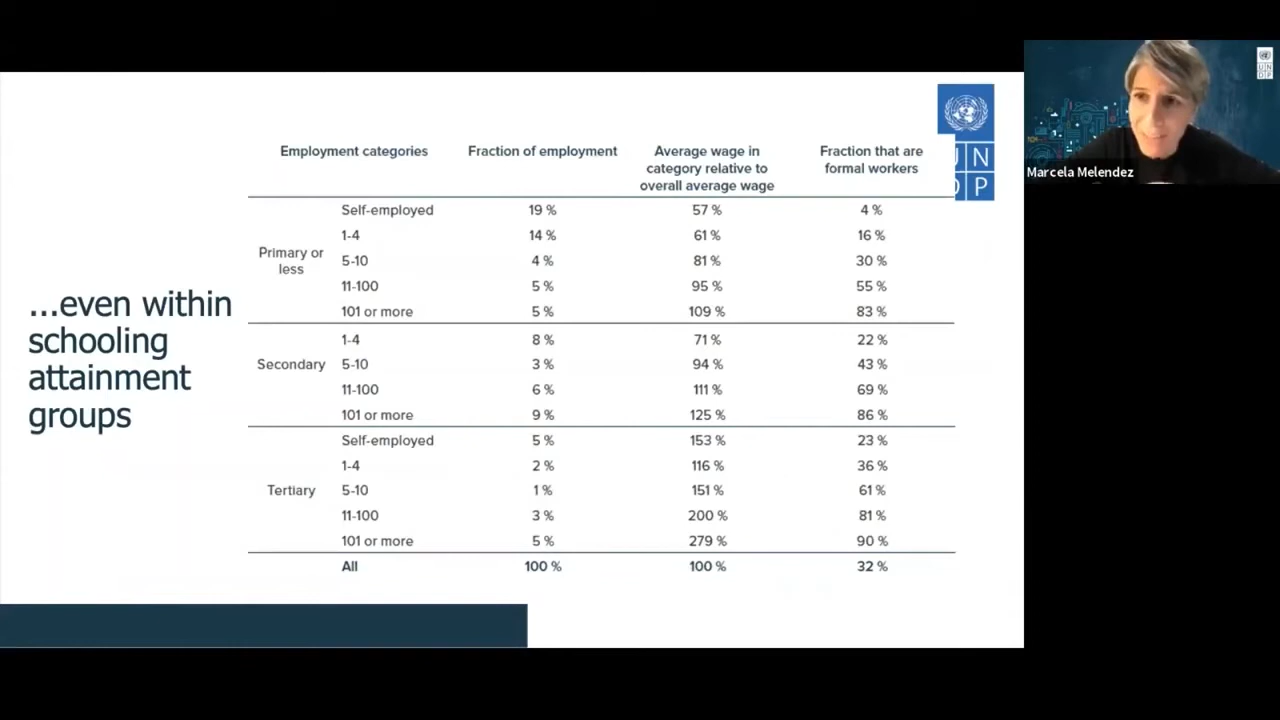 Employment categories Fraction of employment Average wage in category relative to overall average wage Fraction that are formal workers
Primary or less
Self-employed 19 % 57 % 4 %
1-4 14 % 61 % 16 %
5-10 4 % 81 % 30 %
11-100 5 % 95 % 55 %
101 or more 5 % 109 % 83 %
Secondary
1-4 8 % 71 % 22 %
5-10 3 % 94 % 43 %
11-100 6 % 111 % 69 %
101 or more 9 % 125 % 86 %
Tertiary
Self-employed 5 % 153 % 23 %
1-4 2 % 116 % 36 %
5-10 1 % 151 % 61 %
11-100 3 % 200 % 81 %
101 or more 5 % 279 % 90 %
All 100 % 100 % 32 %
...even within
schooling
attainment
groups
U N
D P
Marcela Melendez
U N
D P